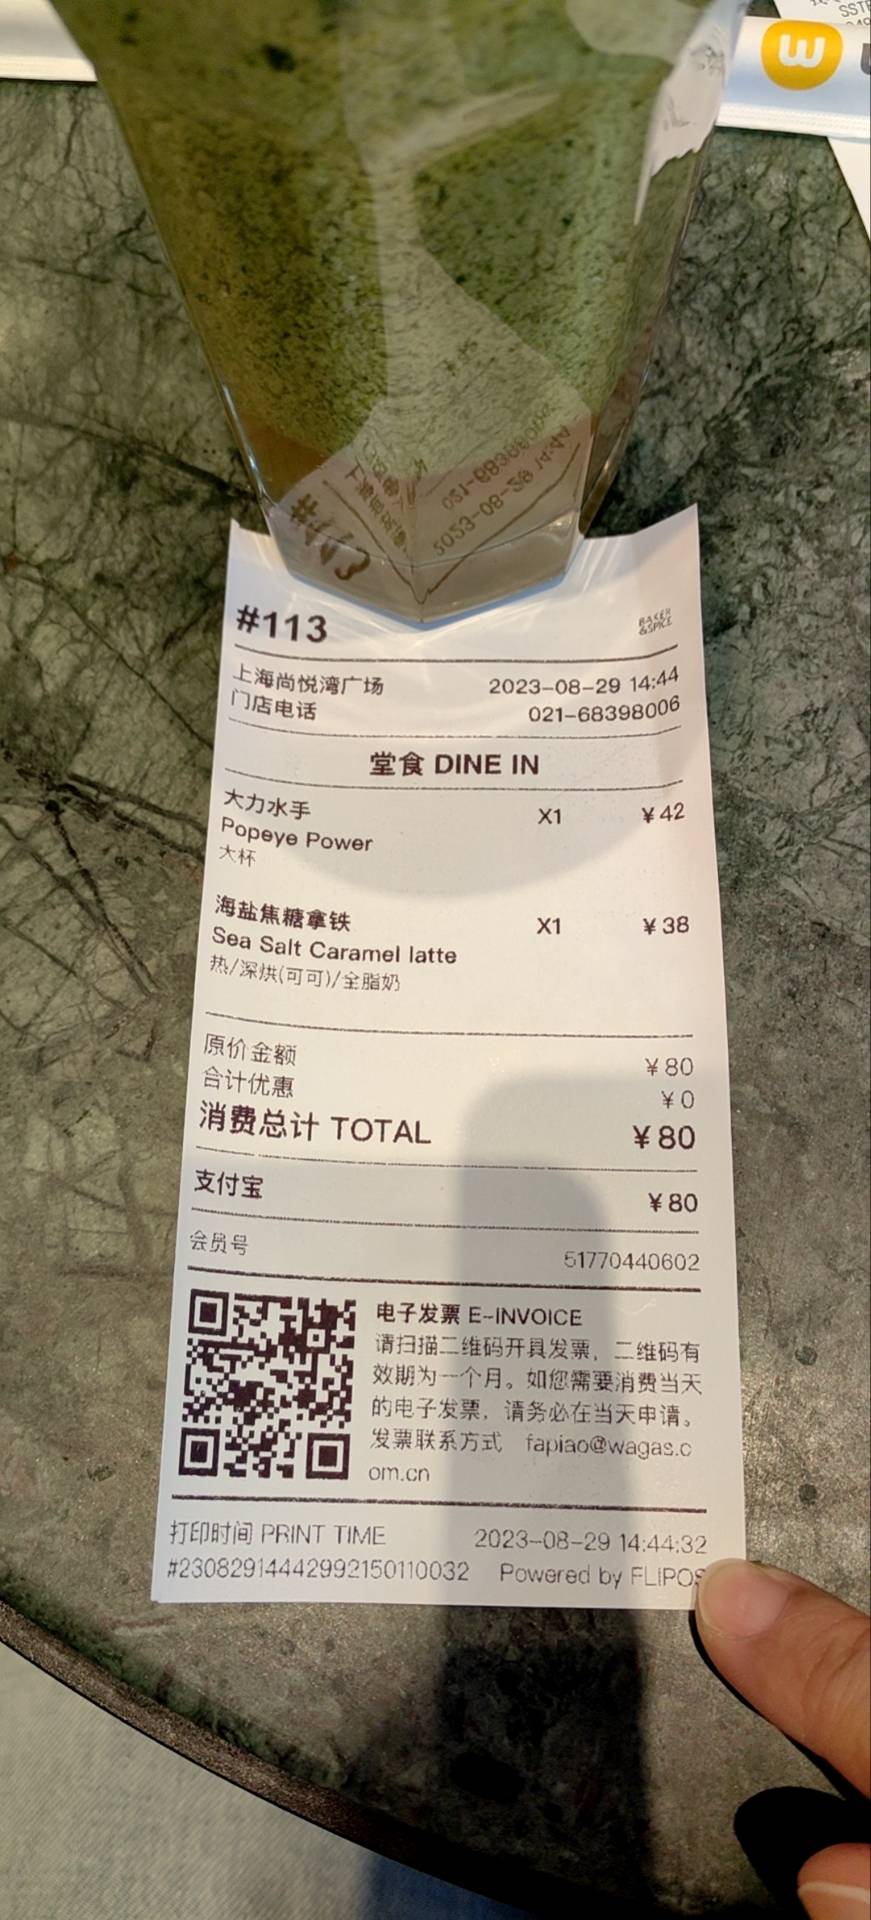 #113
BAKER
&SPICE
上海尚悦湾广场 2023-08-29 14:44
门店电话 021-68398006
堂食 DINE IN
大力水手 X1 ¥42
Popeye Power
大杯
海盐焦糖拿铁 X1 ¥38
Sea Salt Caramel latte
热/深烘(可可)/全脂奶
原价金额 ¥80
合计优惠 ¥0
消费总计 TOTAL ¥80
支付宝 ¥80
会员号 51770440602
电子发票 E-INVOICE
请扫描二维码开具发票，二维码有
效期为一个月。如您需要消费当天
的电子发票，请务必在当天申请。
发票联系方式 fapiao@wagas.c
om.cn
打印时间 PRINT TIME 2023-08-29 14:44:32
#230829144442992150110032 Powered by FLiPOS